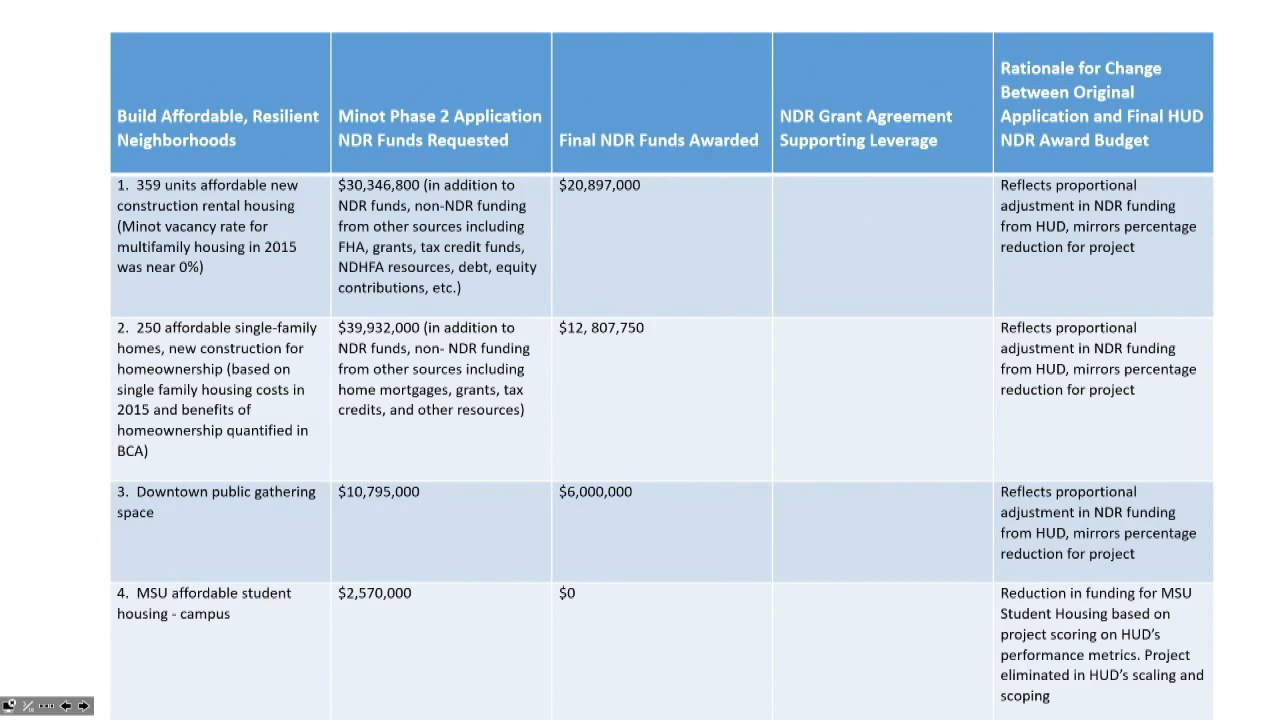 Build Affordable, Resilient
Neighborhoods
Minot Phase 2 Application
NDR Funds Requested
Final NDR Funds Awarded
NDR Grant Agreement
Supporting Leverage
Rationale for Change
Between Original
Application and Final HUD
NDR Award Budget
1. 359 units affordable new
construction rental housing
(Minot vacancy rate for
multifamily housing in 2015
was near 0%)
$30,346,800 (in addition to
NDR funds, non-NDR funding
from other sources including
FHA, grants, tax credit funds,
NDHFA resources, debt, equity
contributions, etc.)
$20,897,000
Reflects proportional
adjustment in NDR funding
from HUD, mirrors percentage
reduction for project
2. 250 affordable single-family
homes, new construction for
homeownership (based on
single family housing costs in
2015 and benefits of
homeownership quantified in
BCA)
$39,932,000 (in addition to
NDR funds, non- NDR funding
from other sources including
home mortgages, grants, tax
credits, and other resources)
$12, 807,750
Reflects proportional
adjustment in NDR funding
from HUD, mirrors percentage
reduction for project
3. Downtown public gathering
space
$10,795,000
$6,000,000
Reflects proportional
adjustment in NDR funding
from HUD, mirrors percentage
reduction for project
4. MSU affordable student
housing - campus
$2,570,000
$0
Reduction in funding for MSU
Student Housing based on
project scoring on HUD's
performance metrics. Project
eliminated in HUD's scaling and
scoping